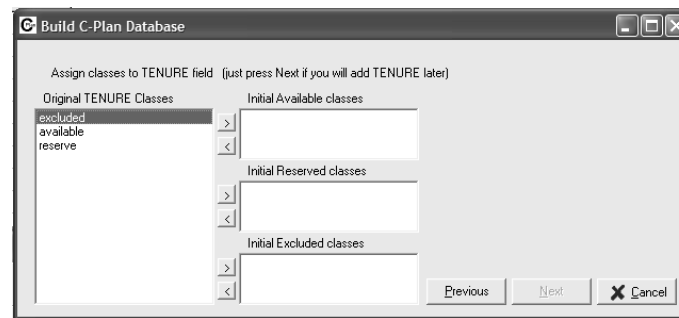 Build C-Plan Database
Assign classes to TENURE field (just press Next if you will add TENURE later)
Original TENURE Classes
excluded
available
reserve
>
<
Initial Available classes
>
<
Initial Reserved classes
>
<
Initial Excluded classes
Previous
Next
Cancel